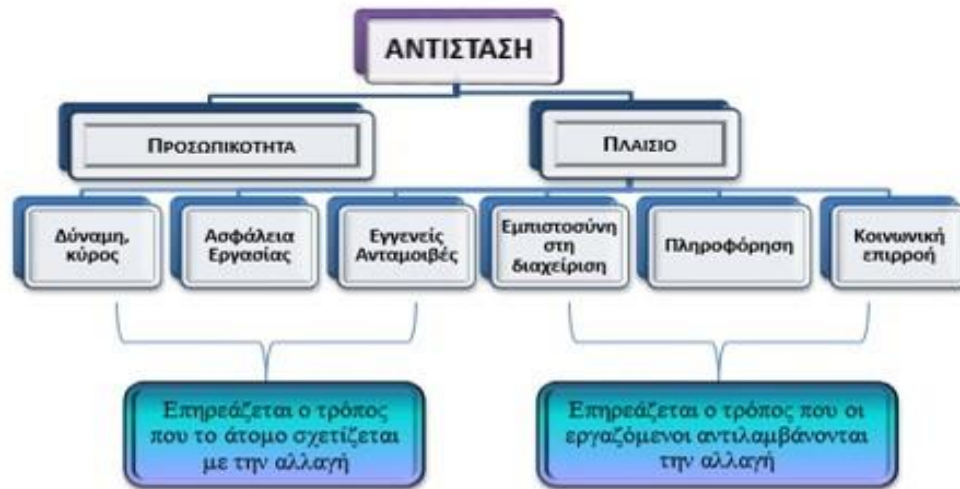 ΑΝΤΙΣΤΑΣΗ
ΠΡΟΣΩΠΙΚΟΤΗΤΑ
ΠΛΑΙΣΙΟ
Δύναμη,
κύρος
Ασφάλεια
Εργασίας
Εγγενείς
Ανταμοιβές
Εμπιστοσύνη
στη
διαχείριση
Πληροφόρηση
Κοινωνική
επιρροή
Επηρεάζεται ο τρόπος
που το άτομο σχετίζεται
με την αλλαγή
Επηρεάζεται ο τρόπος που οι
εργαζόμενοι αντιλαμβάνονται
την αλλαγή